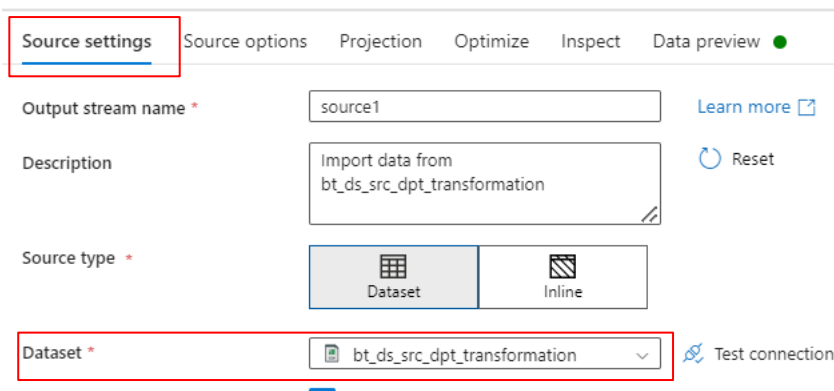 Source settings Source options Projection Optimize Inspect Data preview
Output stream name * source1 Learn more
Description Import data from Reset
bt_ds_src_dpt_transformation
Source type *
Dataset Inline
Dataset * bt_ds_src_dpt_transformation Test connection